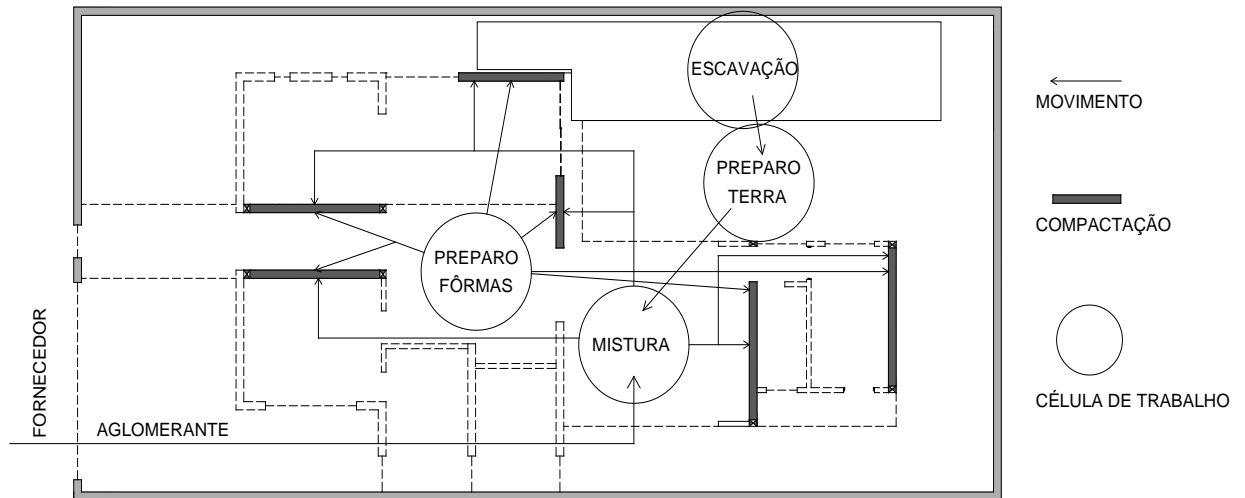 ESCAVAÇÃO
PREPARO
TERRA
PREPARO
FÔRMAS
MISTURA
FORNECEDOR
AGLOMERANTE
MOVIMENTO
COMPACTAÇÃO
CÉLULA DE TRABALHO